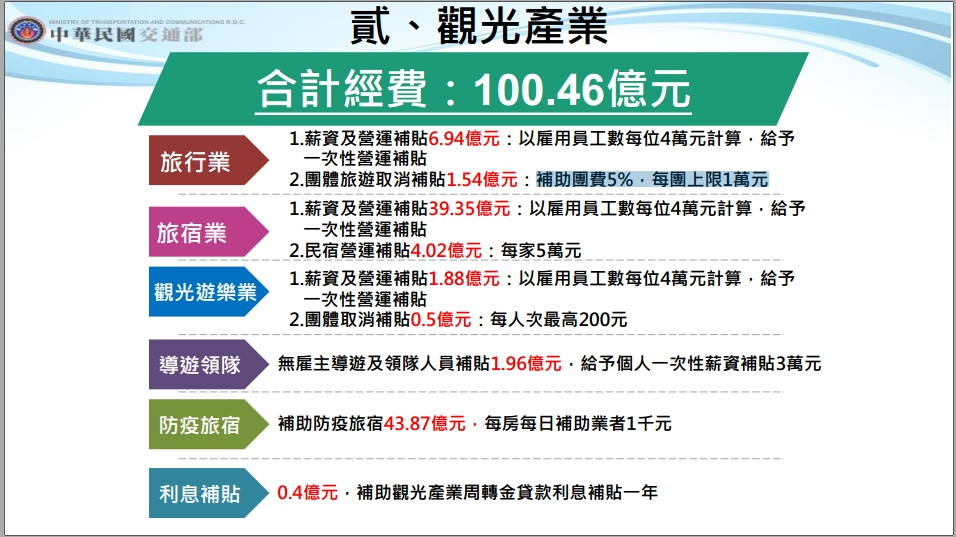 MINISTRY OF TRANSPORTATION AND COMMUNICATIONS R.O.C.
中華民國交通部
貳、觀光產業
合計經費：100.46億元
旅行業
1.薪資及營運補貼6.94億元：以雇用員工數每位4萬元計算，給予
一次性營運補貼
2.團體旅遊取消補貼1.54億元：補助團費5%，每團上限1萬元
旅宿業
1.薪資及營運補貼39.35億元：以雇用員工數每位4萬元計算，給予
一次性營運補貼
2.民宿營運補貼4.02億元：每家5萬元
觀光遊樂業
1.薪資及營運補貼1.88億元：以雇用員工數每位4萬元計算，給予
一次性營運補貼
2.團體取消補貼0.5億元：每人次最高200元
導遊領隊
無雇主導遊及領隊人員補貼1.96億元，給予個人一次性薪資補貼3萬元
防疫旅宿
補助防疫旅宿43.87億元，每房每日補助業者1千元
利息補貼
0.4億元，補助觀光產業周轉金貸款利息補貼一年